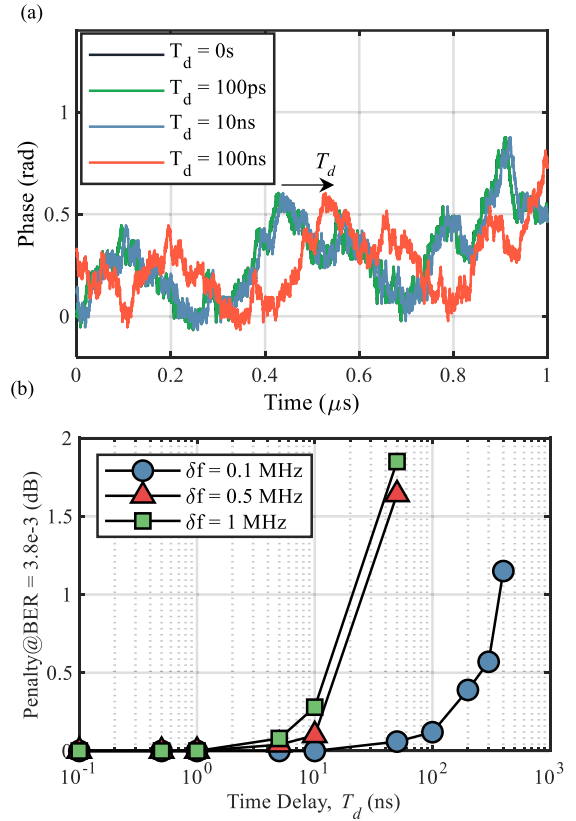 (a)
T_d = 0s
T_d = 100ps
T_d = 10ns
T_d = 100ns
T_d
1
0.5
0
Phase (rad)
0 0.2 0.4 0.6 0.8 1
Time (μs)
(b)
2
1.5
1
0.5
0
Penalty@BER = 3.8e-3 (dB)
δf = 0.1 MHz
δf = 0.5 MHz
δf = 1 MHz
10^-1 10^0 10^1 10^2 10^3
Time Delay, T_d (ns)